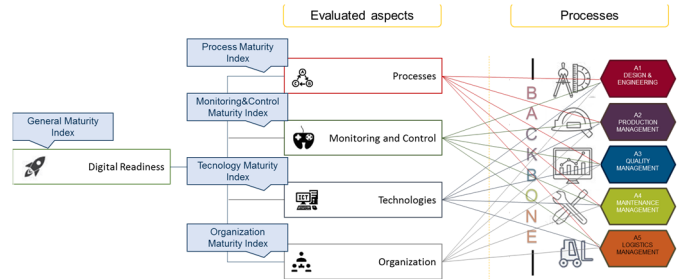 Evaluated aspects
Processes
Process Maturity
Index
Processes
General Maturity
Index
Monitoring&Control
Maturity Index
Monitoring and Control
Digital Readiness
Tecnology Maturity
Index
ICT
Technologies
Organization
Maturity Index
Organization
BACKBONE
A1
DESIGN &
ENGINEERING
A2
PRODUCTION
MANAGEMENT
A3
QUALITY
MANAGEMENT
A4
MAINTENANCE
MANAGEMENT
A5
LOGISTICS
MANAGEMENT